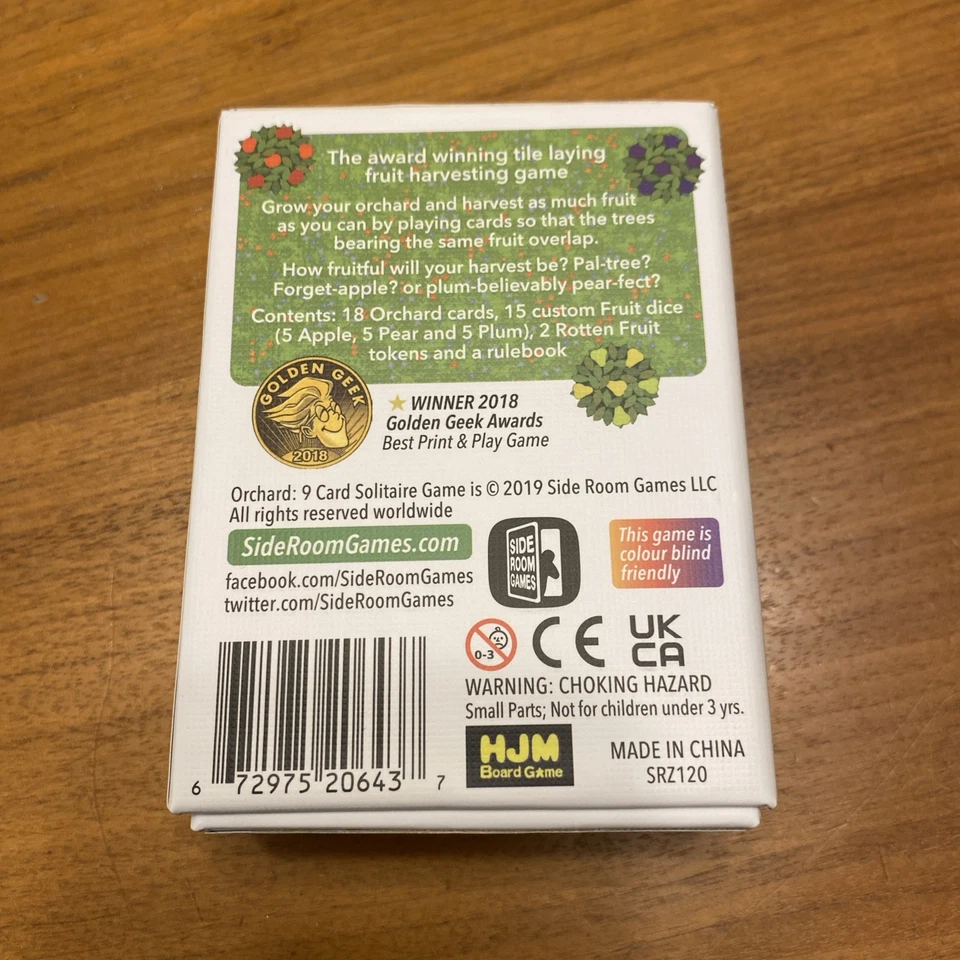 The award winning tile laying
fruit harvesting game
Grow your orchard and harvest as much fruit
as you can by playing cards so that the trees
bearing the same fruit overlap.
How fruitful will your harvest be? Pal-tree?
Forget-apple? or plum-believably pear-fect?
Contents: 18 Orchard cards, 15 custom Fruit dice
(5 Apple, 5 Pear and 5 Plum), 2 Rotten Fruit
tokens and a rulebook
GOLDEN GEEK
2018
WINNER 2018
Golden Geek Awards
Best Print & Play Game
Orchard: 9 Card Solitaire Game is © 2019 Side Room Games LLC
All rights reserved worldwide
SideRoomGames.com
facebook.com/SideRoomGames
twitter.com/SideRoomGames
SIDE
ROOM
GAMES
This game is
colour blind
friendly
0-3
CE
UK
CA
WARNING: CHOKING HAZARD
Small Parts; Not for children under 3 yrs.
HJM
Board Game
MADE IN CHINA
SRZ120
6 72975 20643 7